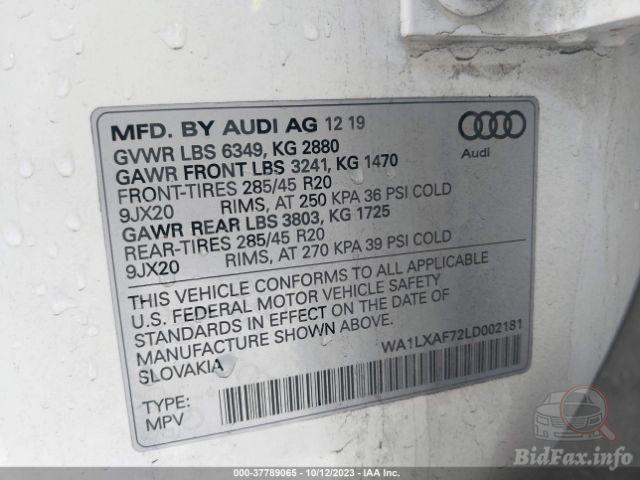 MFD. BY AUDI AG 12 19
GVWR LBS 6349, KG 2880
GAWR FRONT LBS 3241, KG 1470
FRONT-TIRES 285/45 R20
9JX20 RIMS, AT 250 KPA 36 PSI COLD
GAWR REAR LBS 3803, KG 1725
REAR-TIRES 285/45 R20
9JX20 RIMS, AT 270 KPA 39 PSI COLD
Audi
THIS VEHICLE CONFORMS TO ALL APPLICABLE
U.S. FEDERAL MOTOR VEHICLE SAFETY
STANDARDS IN EFFECT ON THE DATE OF
MANUFACTURE SHOWN ABOVE.
SLOVAKIA
WA1LXAF72LD002181
TYPE:
MPV
BidFax.info
000-37789065 - 10/12/2023 - IAA Inc.